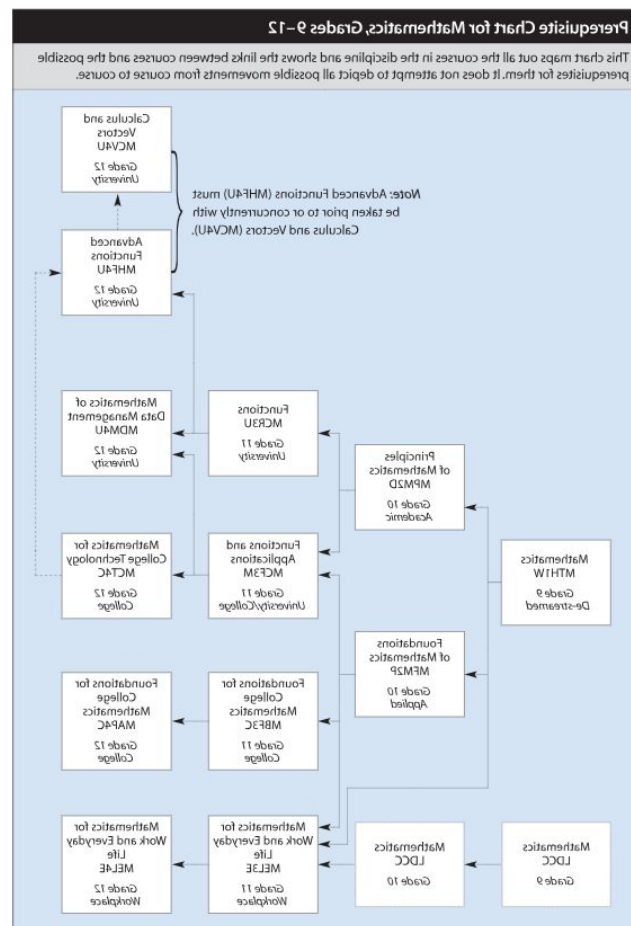 Prerequisite Chart for Mathematics, Grades 9–12
This chart maps out all the courses in the discipline and shows the links between courses and the possible
prerequisites for them. It does not attempt to depict all possible movements from course to course.
Calculus and
Vectors
MCV4U
Grade 12
University
Note: Advanced Functions (MHF4U) must
be taken prior to or concurrently with
Calculus and Vectors (MCV4U).
Advanced
Functions
MHF4U
Grade 12
University
Mathematics
MTH1W
Grade 9
De-streamed
Principles
of Mathematics
MPM2D
Grade 10
Academic
Functions
MCR3U
Grade 11
University
Mathematics of
Data Management
MDM4U
Grade 12
University
Functions and
Applications
MCF3M
Grade 11
University/College
Mathematics for
College Technology
MCT4C
Grade 12
College
Foundations
of Mathematics
MFM2P
Grade 10
Applied
Foundations for
College
Mathematics
MBF3C
Grade 11
College
Foundations for
College
Mathematics
MAP4C
Grade 12
College
Mathematics
LDCC
Grade 9
Mathematics
LDCC
Grade 10
Mathematics for
Work and Everyday
Life
MEL3E
Grade 11
Workplace
Mathematics for
Work and Everyday
Life
MEL4E
Grade 12
Workplace